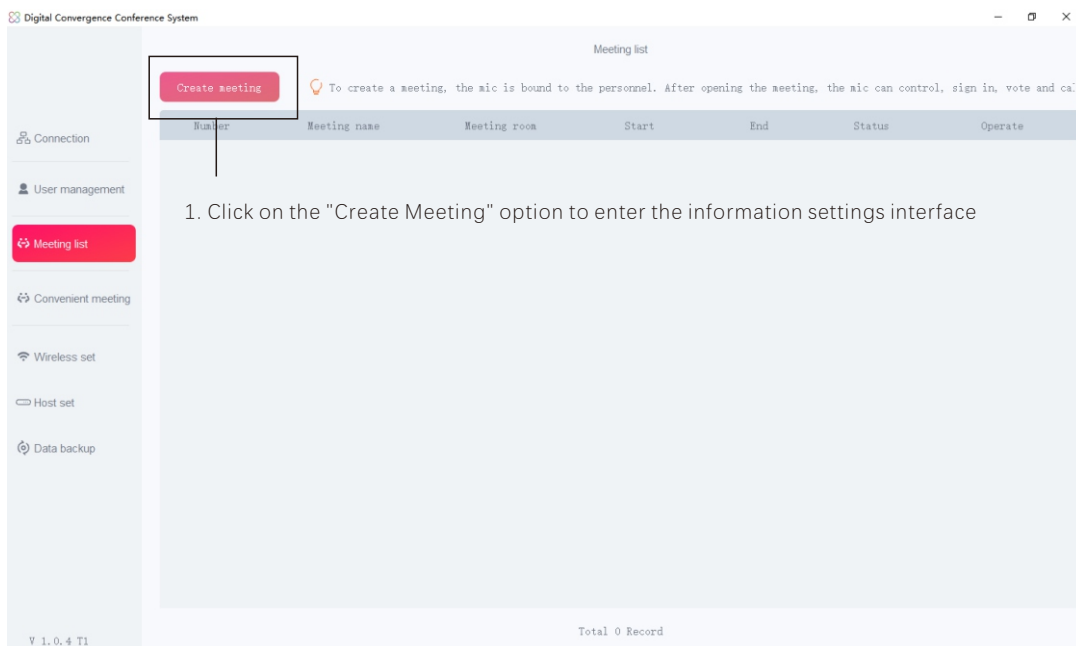 Digital Convergence Conference System
Meeting list
Create meeting
To create a meeting, the mic is bound to the personnel. After opening the meeting, the mic can control, sign in, vote and cal
Number Meeting name Meeting room Start End Status Operate
Connection
User management
1. Click on the "Create Meeting" option to enter the information settings interface
Meeting list
Convenient meeting
Wireless set
Host set
Data backup
Total 0 Record
V 1.0.4 T1